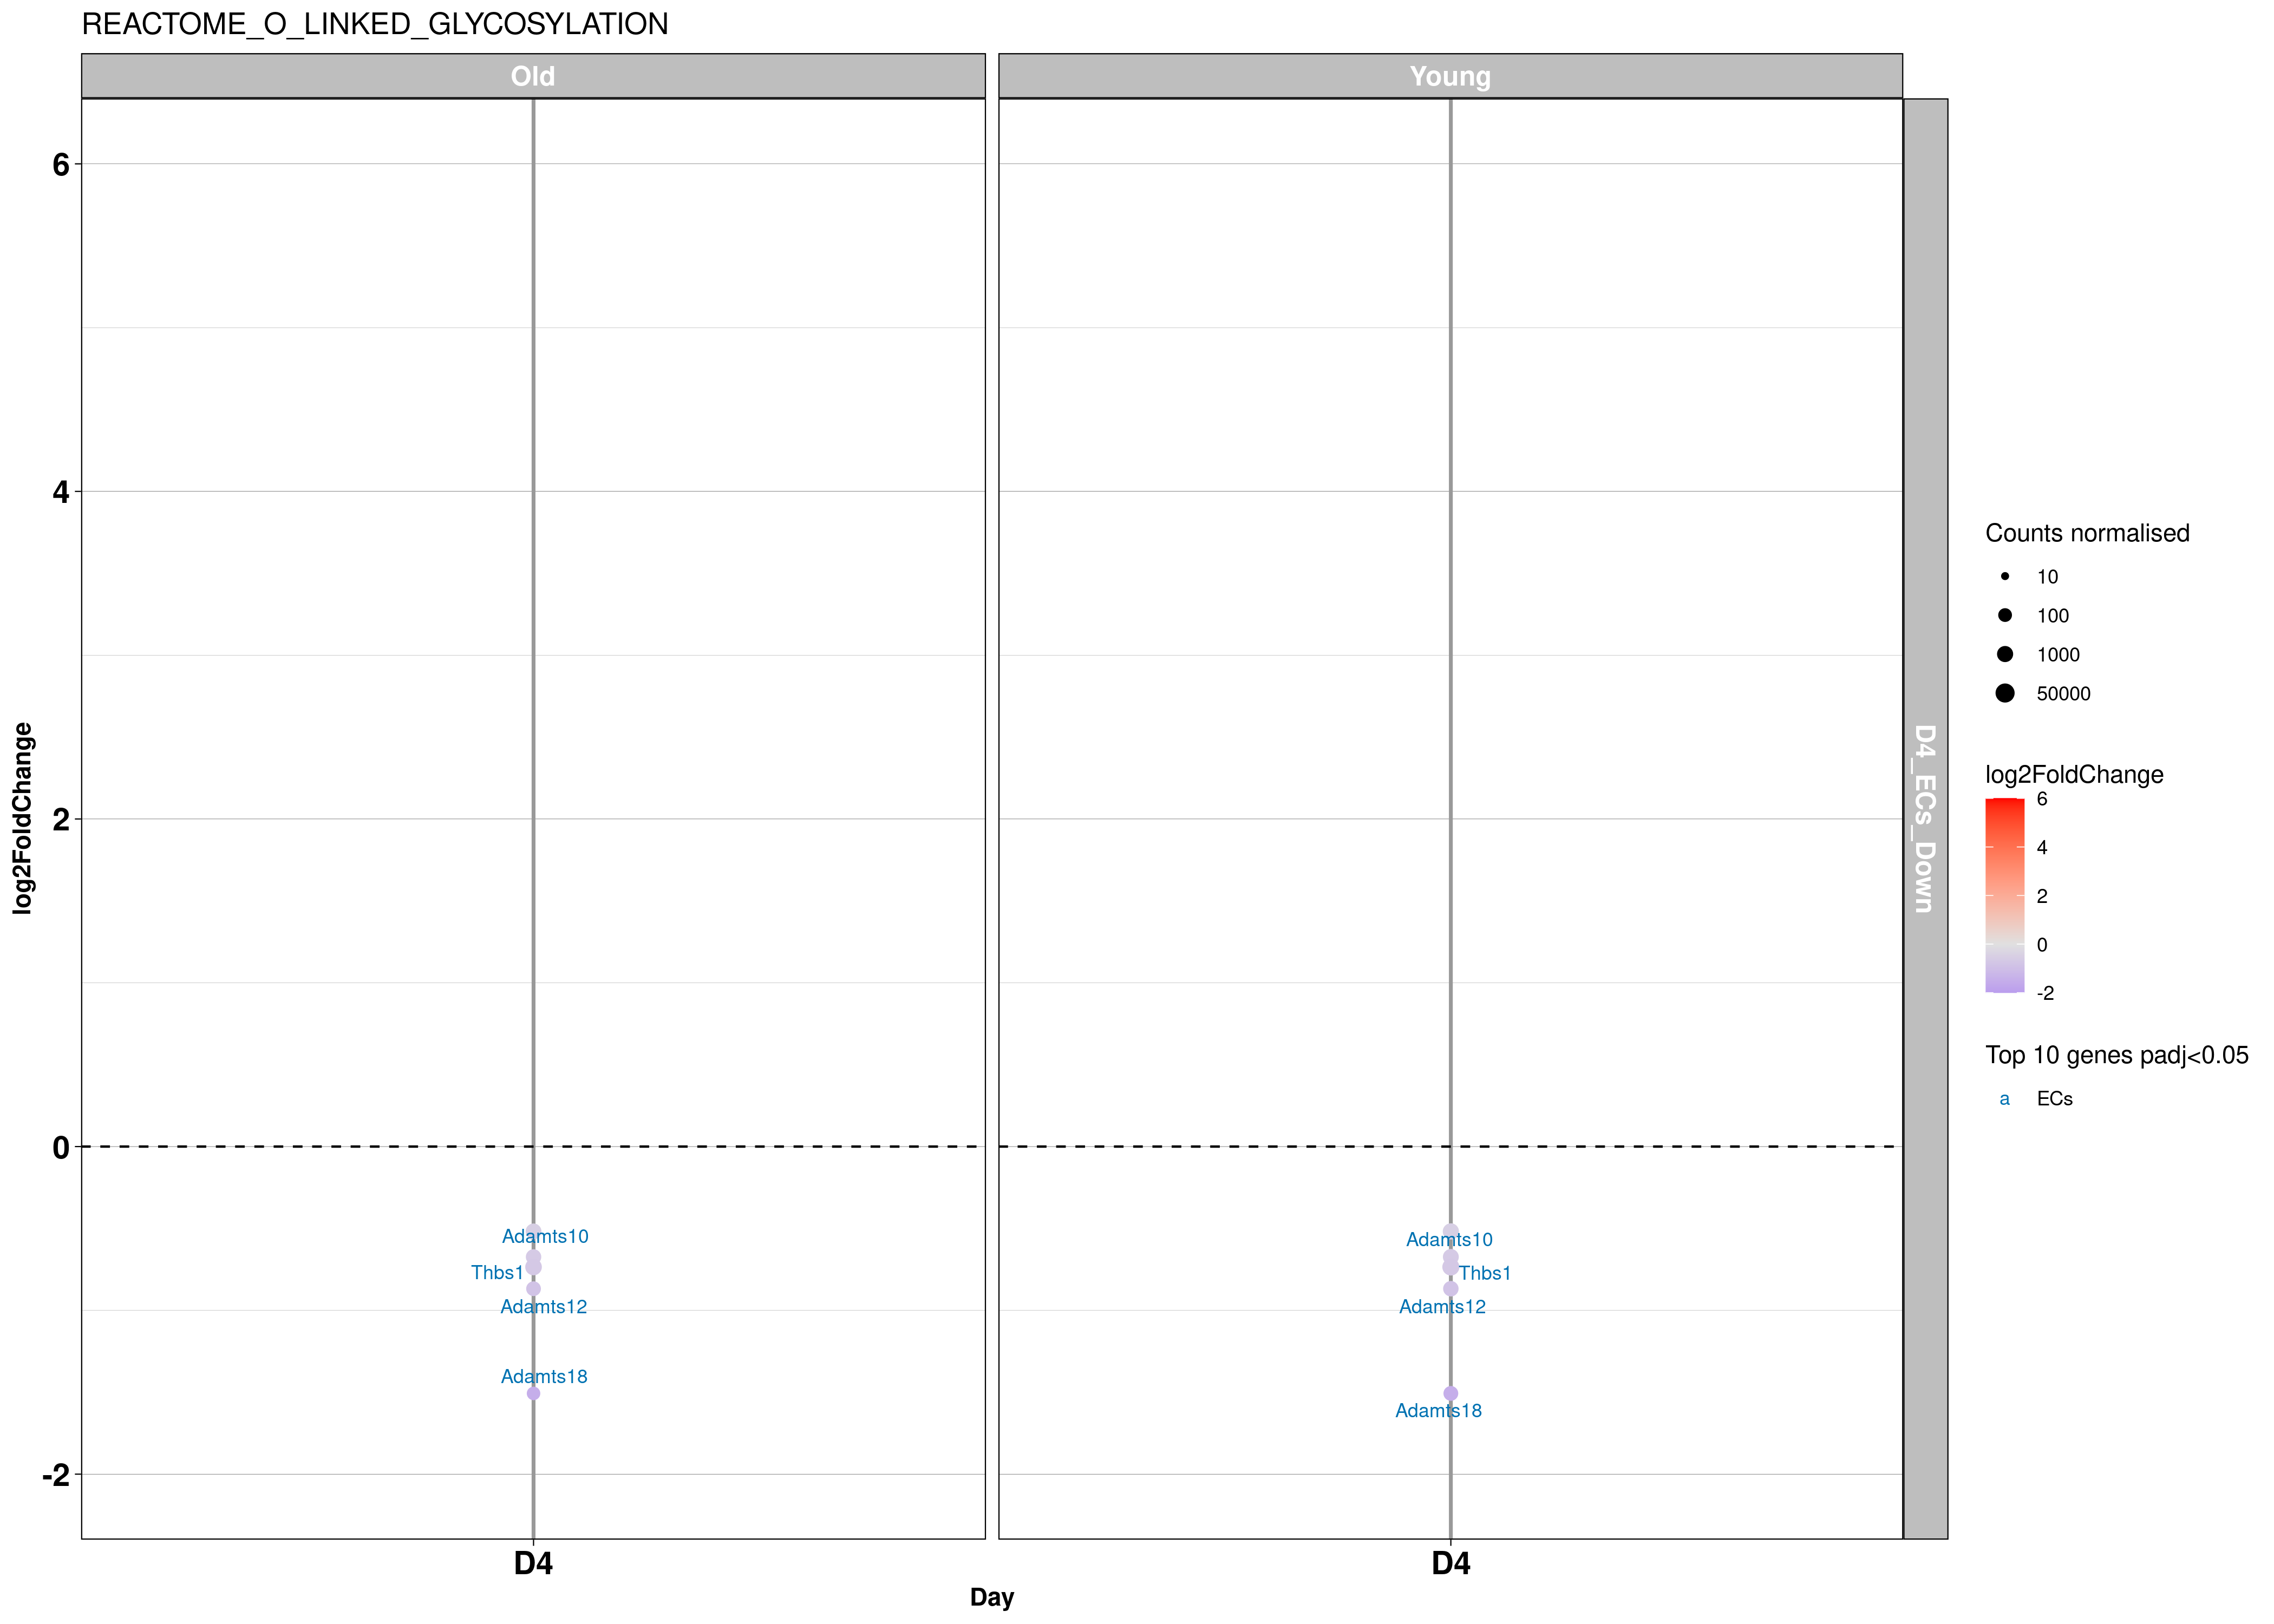 REACTOME_O_LINKED_GLYCOSYLATION
Old
Young
6
4
2
0
-2
log2FoldChange
Adamts10
Thbs1
Adamts12
Adamts18
Adamts10
Thbs1
Adamts12
Adamts18
D4_ECs_Down
D4
D4
Day
Counts normalised
10
100
1000
50000
log2FoldChange
6
4
2
0
-2
Top 10 genes padj<0.05
a ECs